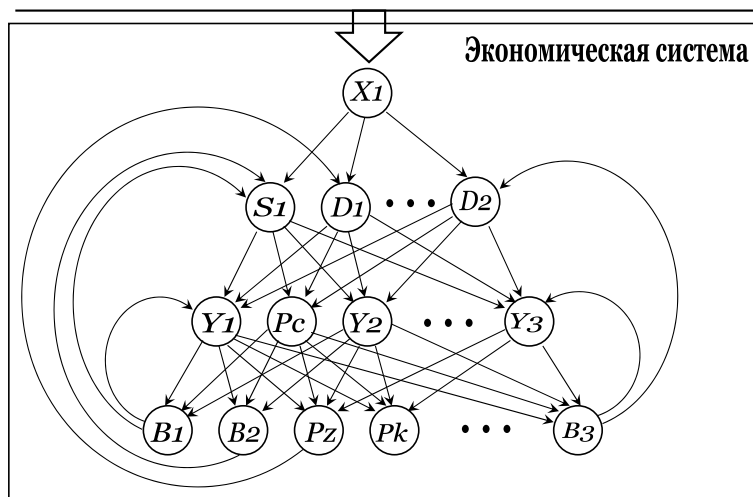 Экономическая система
X1
S1 D1 • • • D2
Y1 Pc Y2 • • • Y3
B1 B2 Pz Pk • • • B3